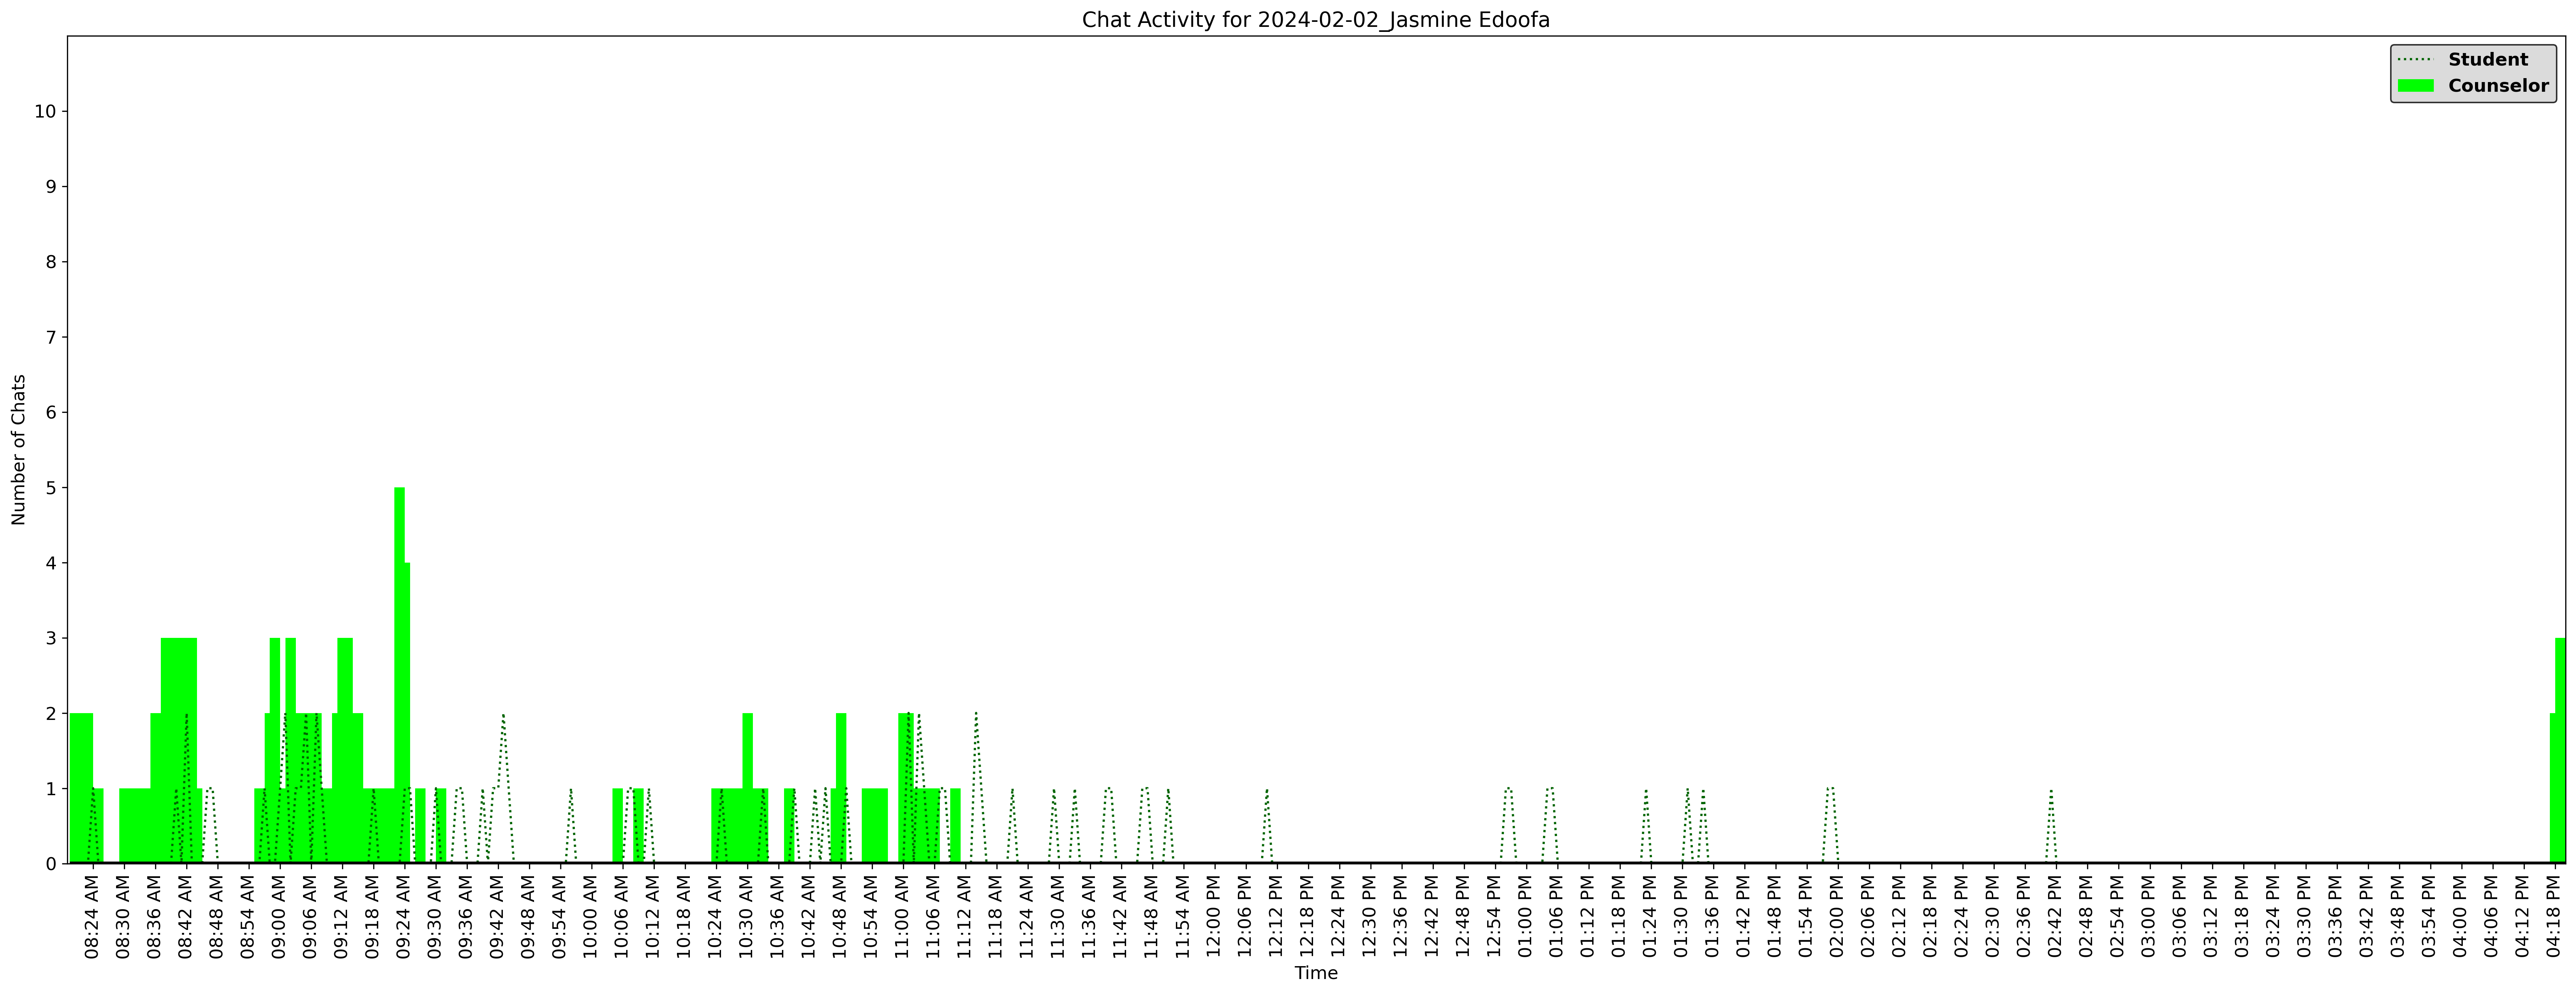 Chat Activity for 2024-02-02_Jasmine Edoofa
Student
Counselor
Number of Chats
10
9
8
7
6
5
4
3
2
1
0
08:24 AM
08:30 AM
08:36 AM
08:42 AM
08:48 AM
08:54 AM
09:00 AM
09:06 AM
09:12 AM
09:18 AM
09:24 AM
09:30 AM
09:36 AM
09:42 AM
09:48 AM
09:54 AM
10:00 AM
10:06 AM
10:12 AM
10:18 AM
10:24 AM
10:30 AM
10:36 AM
10:42 AM
10:48 AM
10:54 AM
11:00 AM
11:06 AM
11:12 AM
11:18 AM
11:24 AM
11:30 AM
11:36 AM
11:42 AM
11:48 AM
11:54 AM
12:00 PM
12:06 PM
12:12 PM
12:18 PM
12:24 PM
12:30 PM
12:36 PM
12:42 PM
12:48 PM
12:54 PM
01:00 PM
01:06 PM
01:12 PM
01:18 PM
01:24 PM
01:30 PM
01:36 PM
01:42 PM
01:48 PM
01:54 PM
02:00 PM
02:06 PM
02:12 PM
02:18 PM
02:24 PM
02:30 PM
02:36 PM
02:42 PM
02:48 PM
02:54 PM
03:00 PM
03:06 PM
03:12 PM
03:18 PM
03:24 PM
03:30 PM
03:36 PM
03:42 PM
03:48 PM
03:54 PM
04:00 PM
04:06 PM
04:12 PM
04:18 PM
Time